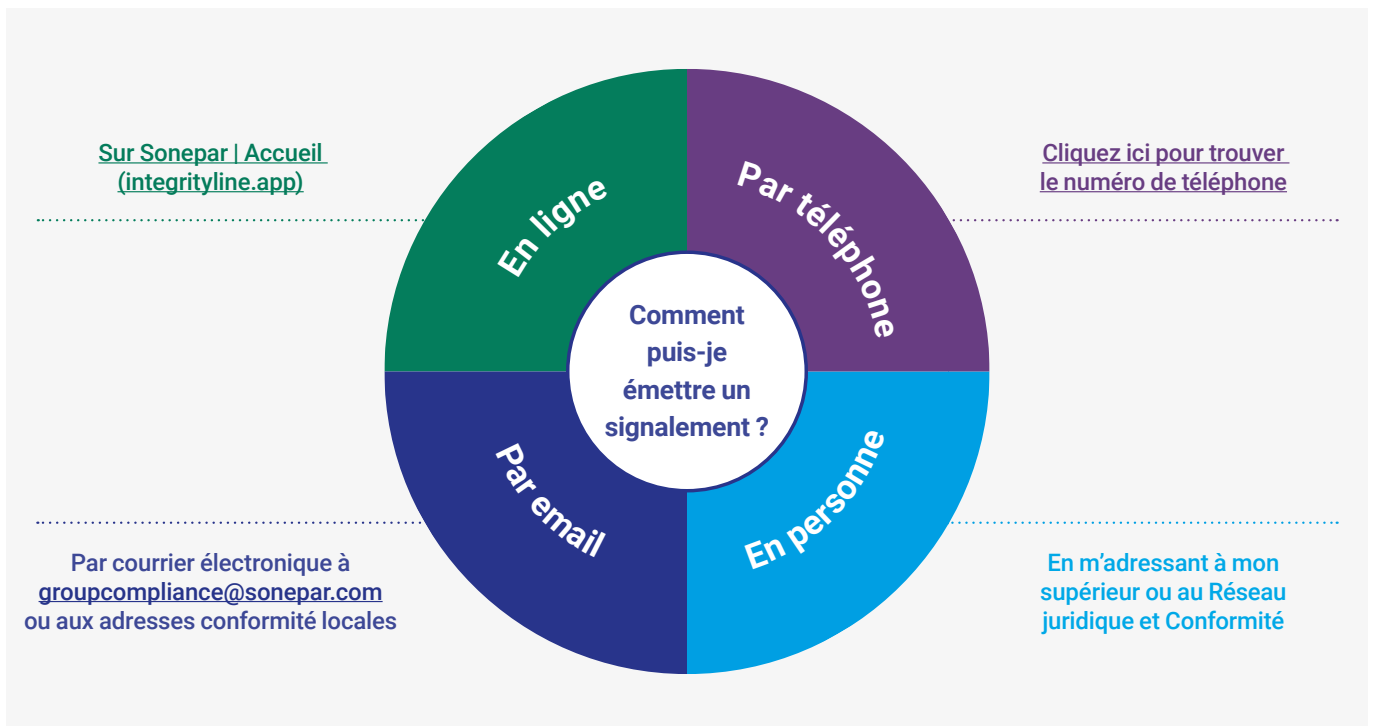 Sur Sonepar | Accueil
(integrityline.app)
En ligne
Par téléphone
Cliquez ici pour trouver
le numéro de téléphone
Comment
puis-je
émettre un
signalement ?
Par email
Par courrier électronique à
groupcompliance@sonepar.com
ou aux adresses conformité locales
En personne
En m’adressant à mon
supérieur ou au Réseau
juridique et Conformité